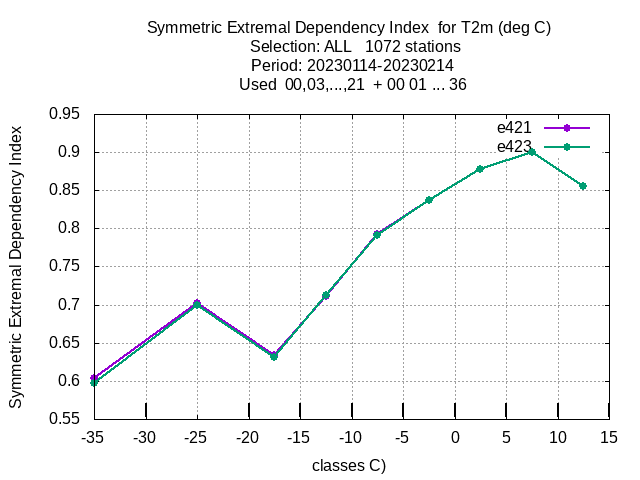 Symmetric Extremal Dependency Index  for T2m (deg C)
Selection: ALL   1072 stations
Period: 20230114-20230214
Used  00,03,...,21  + 00 01 ... 36
Symmetric Extremal Dependency Index
0.95
0.9
0.85
0.8
0.75
0.7
0.65
0.6
0.55
e421
e423
-35 -30 -25 -20 -15 -10 -5 0 5 10 15
classes C)